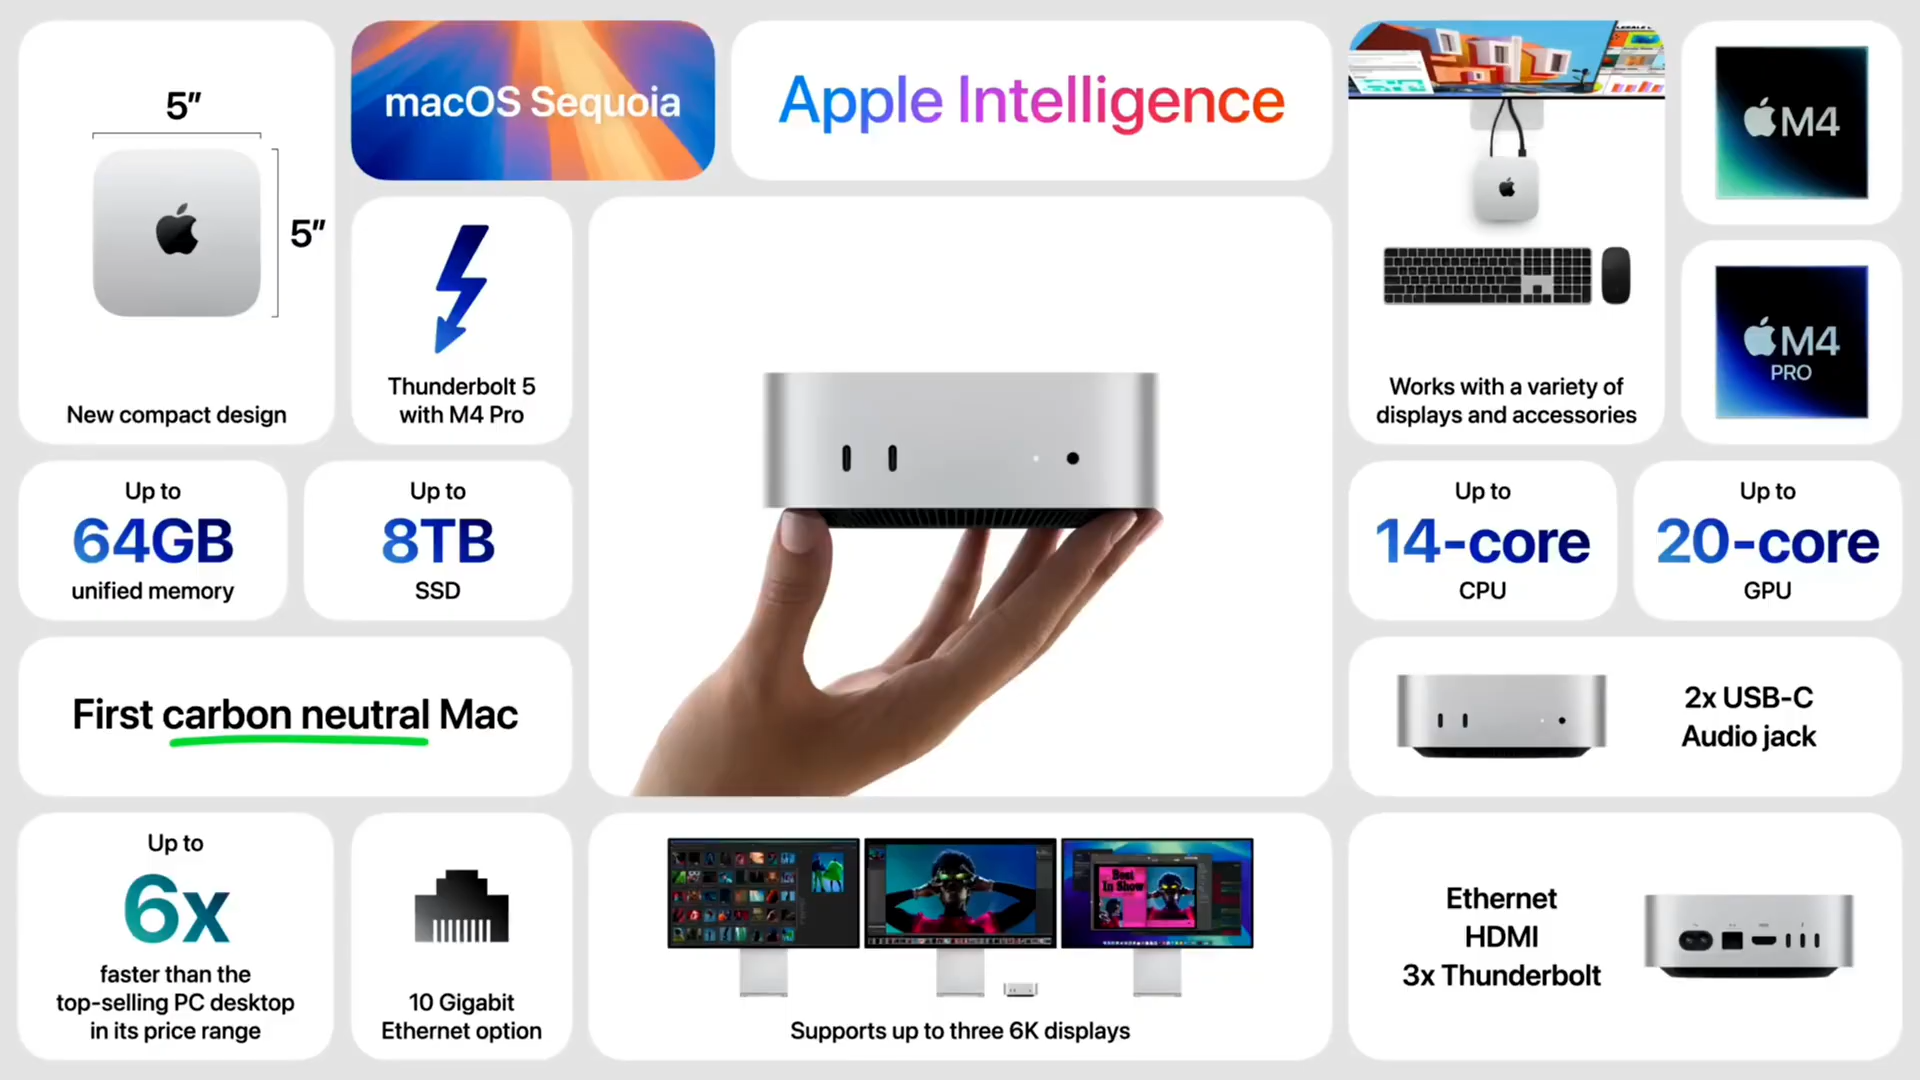 5”
5”
New compact design
macOS Sequoia
Apple Intelligence
Thunderbolt 5
with M4 Pro
Works with a variety of
displays and accessories
M4
M4
PRO
Up to
64GB
unified memory
Up to
8TB
SSD
Up to
14-core
CPU
Up to
20-core
GPU
First carbon neutral Mac
2x USB-C
Audio jack
Up to
6x
faster than the
top-selling PC desktop
in its price range
10 Gigabit
Ethernet option
Best
In Show
Supports up to three 6K displays
Ethernet
HDMI
3x Thunderbolt